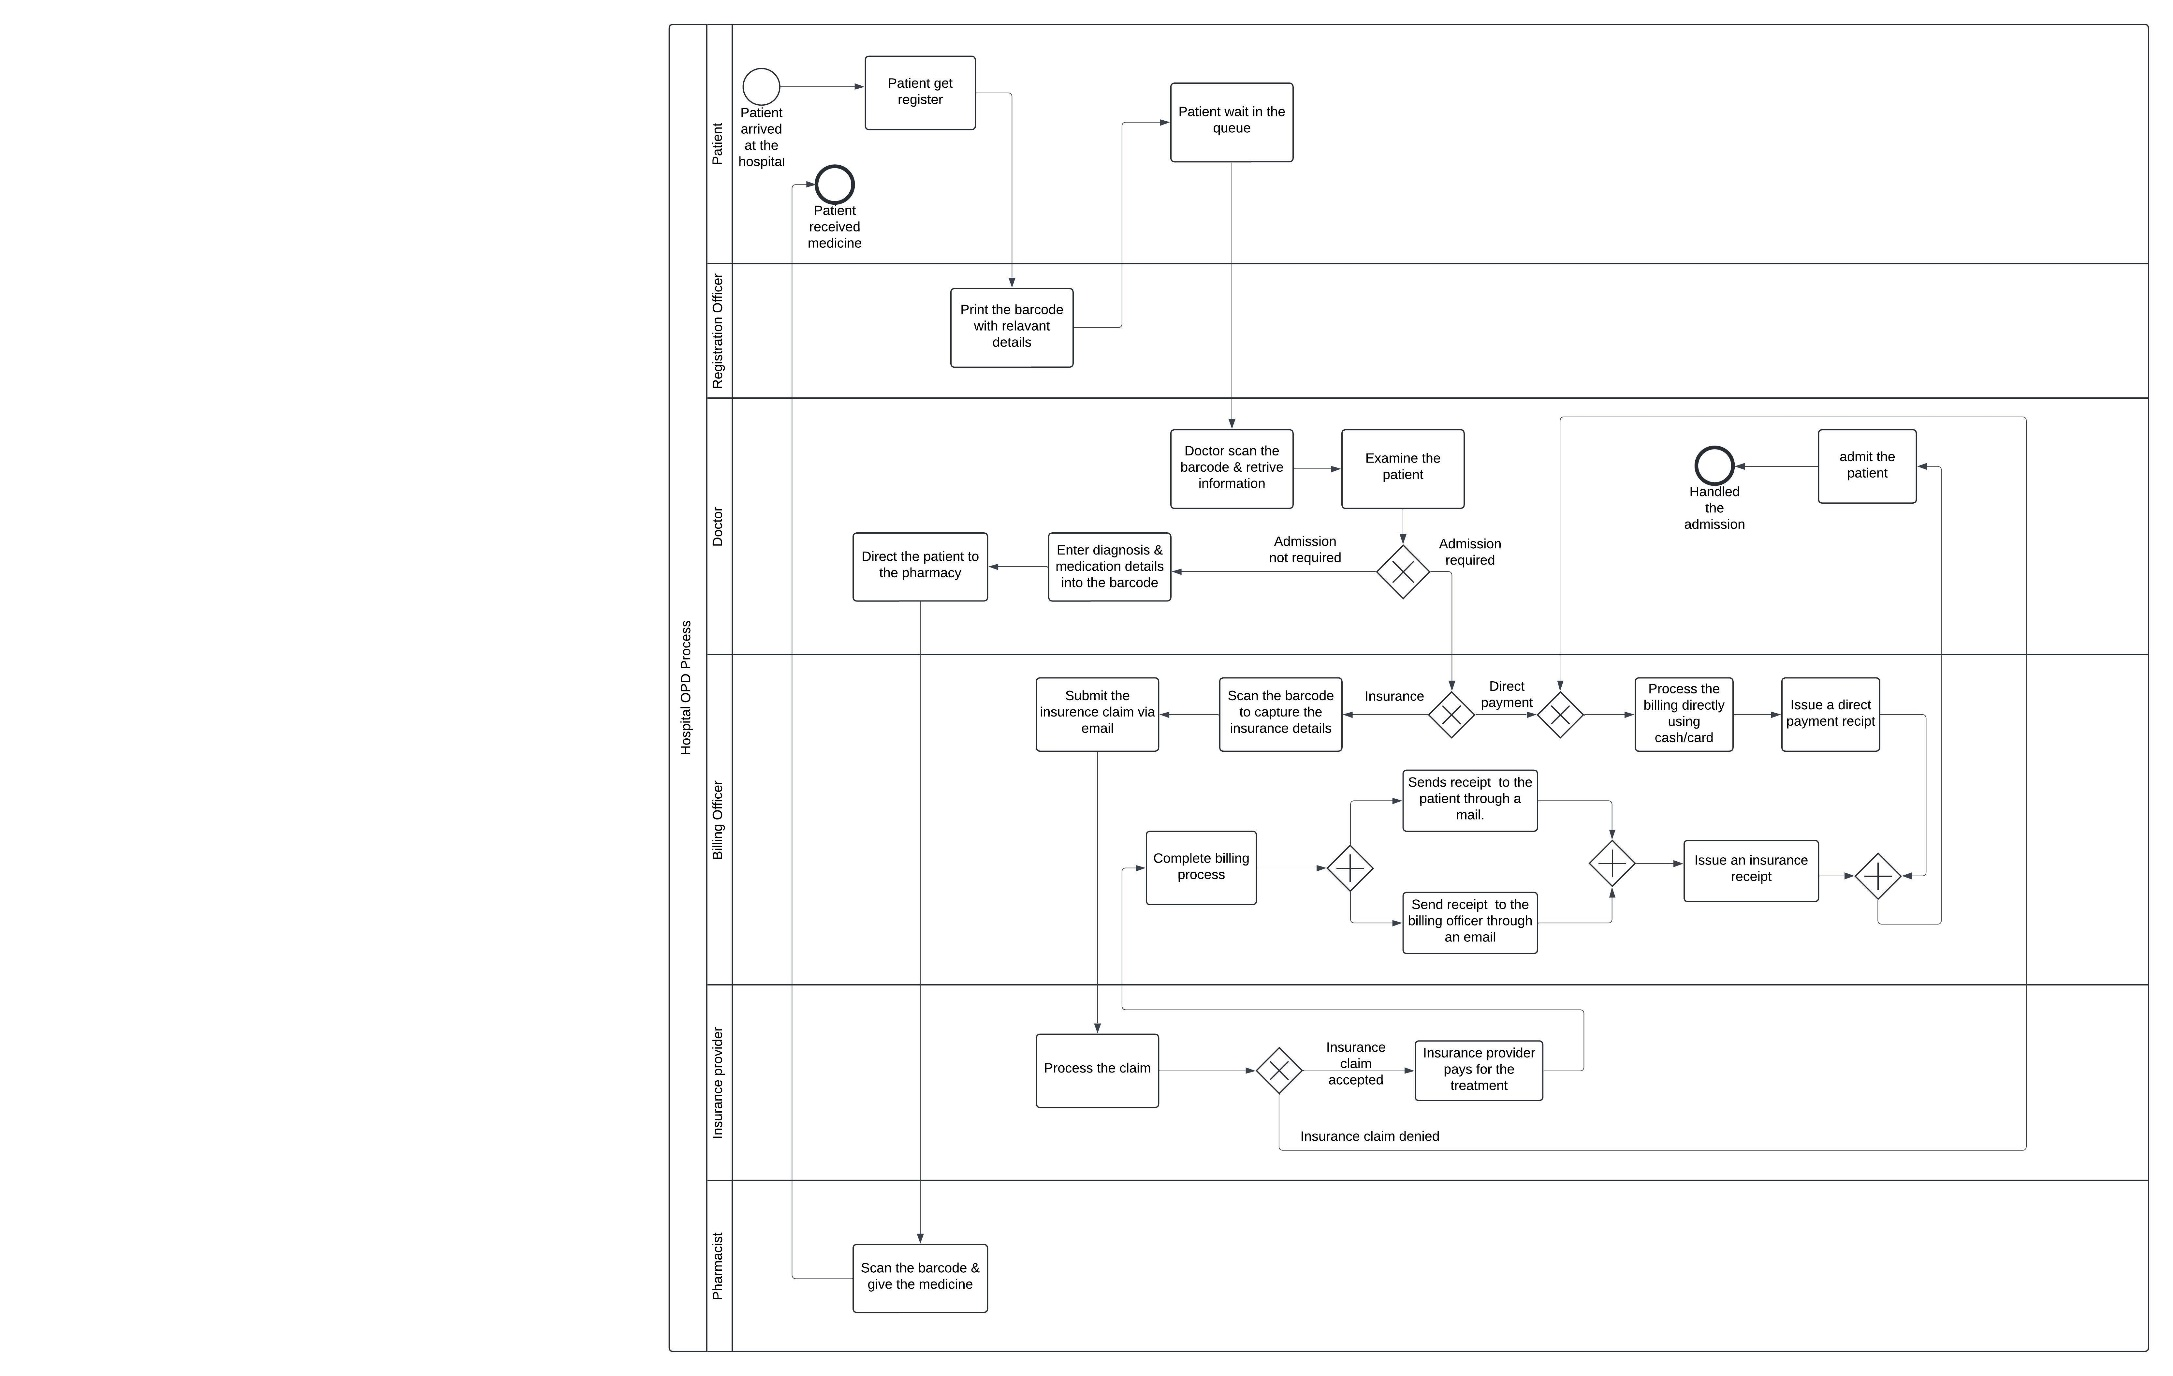 Hospital OPD Process
Patient
Patient
arrived
at the
hospital
Patient get
register
Patient wait in the
queue
Patient
received
medicine
Registration Officer
Print the barcode
with relavant
details
Doctor
Doctor scan the
barcode & retrive
information
Examine the
patient
Handled
the
admission
admit the
patient
Direct the patient to
the pharmacy
Enter diagnosis &
medication details
into the barcode
Admission
not required
Admission
required
Billing Officer
Submit the
insurence claim via
email
Scan the barcode
to capture the
insurance details
Insurance
Direct
payment
Process the
billing directly
using
cash/card
Issue a direct
payment recipt
Sends receipt  to the
patient through a
mail.
Complete billing
process
Issue an insurance
receipt
Send receipt  to the
billing officer through
an email
Insurance provider
Process the claim
Insurance
claim
accepted
Insurance provider
pays for the
treatment
Insurance claim denied
Pharmacist
Scan the barcode &
give the medicine